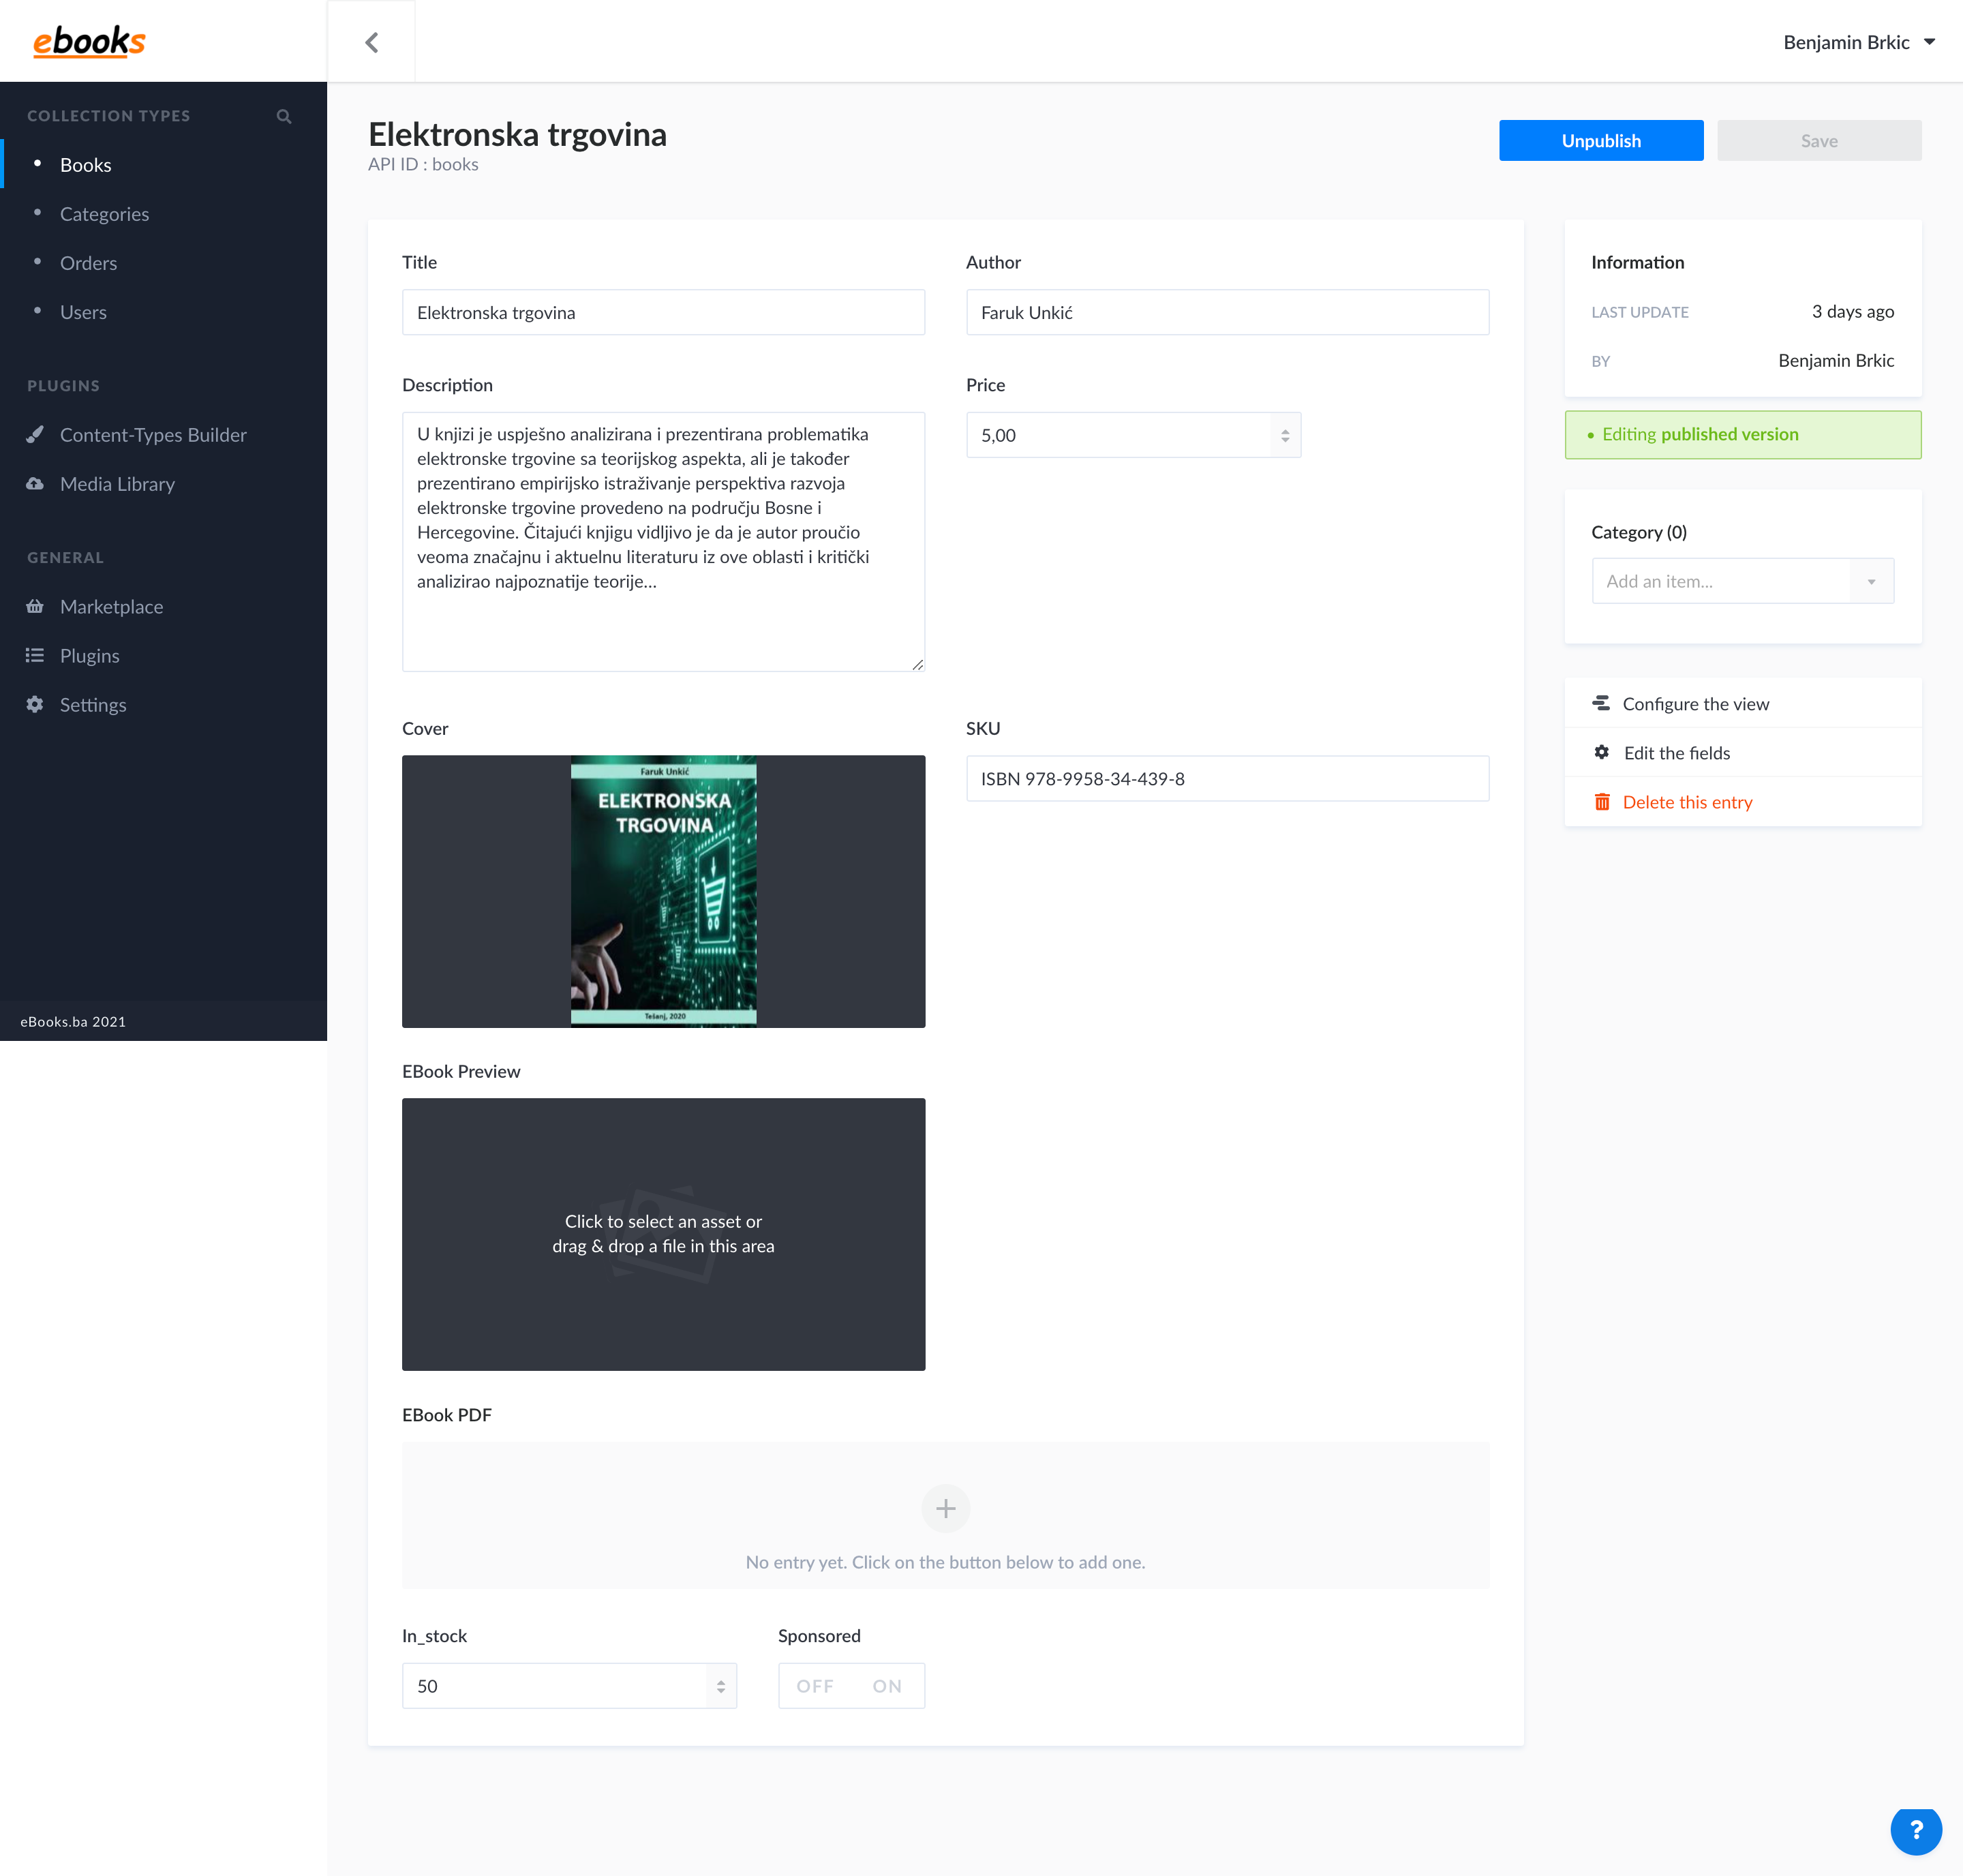 ebooks
Benjamin Brkic
COLLECTION TYPES
Books
Categories
Orders
Users
PLUGINS
Content-Types Builder
Media Library
GENERAL
Marketplace
Plugins
Settings
eBooks.ba 2021
Elektronska trgovina
API ID : books
Unpublish
Save
Title
Elektronska trgovina
Author
Faruk Unkić
Description
U knjizi je uspješno analizirana i prezentirana problematika
elektronske trgovine sa teorijskog aspekta, ali je također
prezentirano empirijsko istraživanje perspektiva razvoja
elektronske trgovine provedeno na području Bosne i
Hercegovine. Čitajući knjigu vidljivo je da je autor proučio
veoma značajnu i aktuelnu literaturu iz ove oblasti i kritički
analizirao najpoznatije teorije...
Price
5,00
Cover
Faruk Unkić
ELEKTRONSKA
TRGOVINA
Tešanj, 2020
SKU
ISBN 978-9958-34-439-8
EBook Preview
Click to select an asset or
drag & drop a file in this area
EBook PDF
No entry yet. Click on the button below to add one.
In_stock
50
Sponsored
OFF ON
Information
LAST UPDATE 3 days ago
BY Benjamin Brkic
• Editing published version
Category (0)
Add an item...
Configure the view
Edit the fields
Delete this entry
?